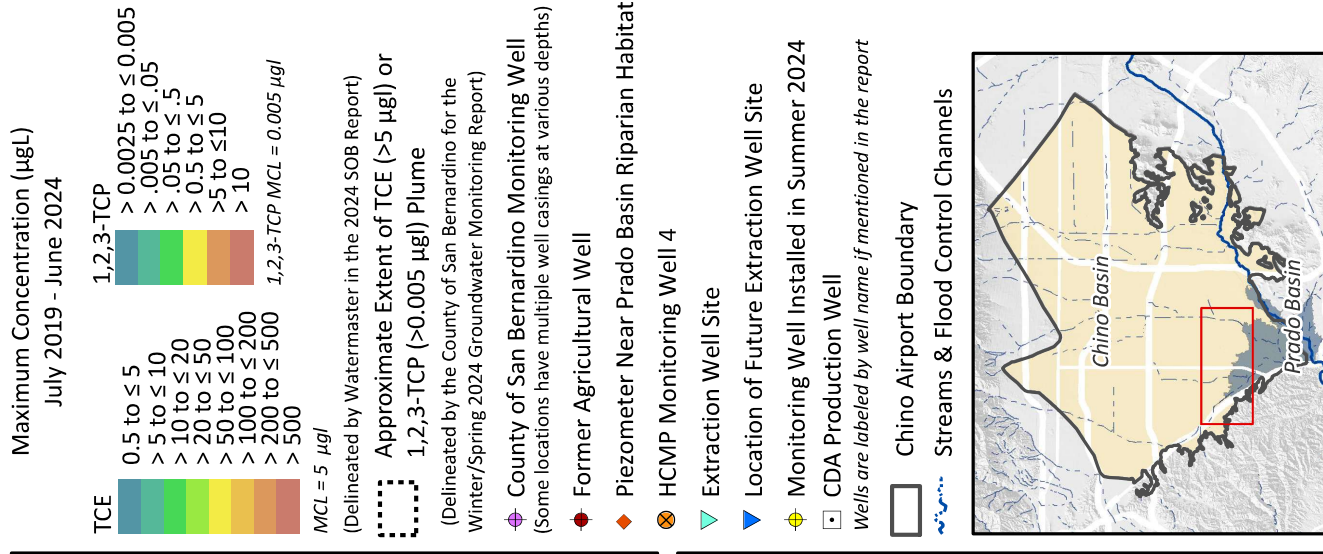 Maximum Concentration (µgL)
July 2019 - June 2024
TCE
0.5 to ≤ 5
> 5 to ≤ 10
> 10 to ≤ 20
> 20 to ≤ 50
> 50 to ≤ 100
> 100 to ≤ 200
> 200 to ≤ 500
> 500
MCL = 5 µgl
1,2,3-TCP
> 0.0025 to ≤ 0.005
> .005 to ≤ .05
> .05 to ≤ .5
> 0.5 to ≤ 5
>5 to ≤10
> 10
1,2,3-TCP MCL = 0.005 µgl
(Delineated by Watermaster in the 2024 SOB Report)
Approximate Extent of TCE (>5 µgl) or
1,2,3-TCP (>0.005 µgl) Plume
(Delineated by the County of San Bernardino for the
Winter/Spring 2024 Groundwater Monitoring Report)
County of San Bernardino Monitoring Well
(Some locations have multiple well casings at various depths)
Former Agricultural Well
Piezometer Near Prado Basin Riparian Habitat
HCMP Monitoring Well 4
Extraction Well Site
Location of Future Extraction Well Site
Monitoring Well Installed in Summer 2024
CDA Production Well
Wells are labeled by well name if mentioned in the report
Chino Airport Boundary
Streams & Flood Control Channels
Chino Basin
Prado Basin